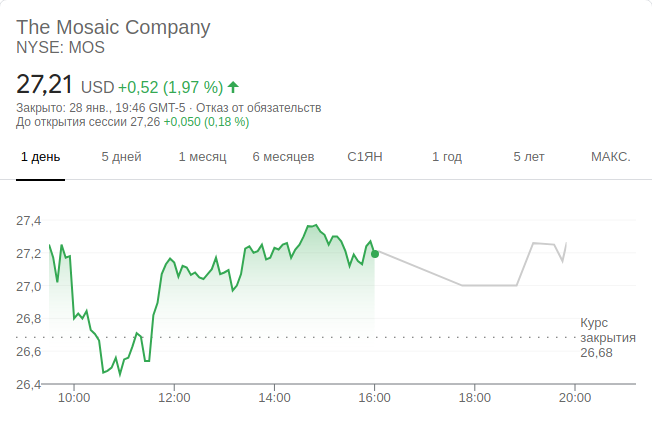 The Mosaic Company
NYSE: MOS
27,21 USD +0,52 (1,97 %)
Закрыто: 28 янв., 19:46 GMT-5 · Отказ от обязательств
До открытия сессии 27,26 +0,050 (0,18 %)
1 день 5 дней 1 месяц 6 месяцев С1ЯН 1 год 5 лет МАКС.
27,4
27,2
27,0
26,8
26,6
26,4
Курс
закрытия
26,68
10:00 12:00 14:00 16:00 18:00 20:00